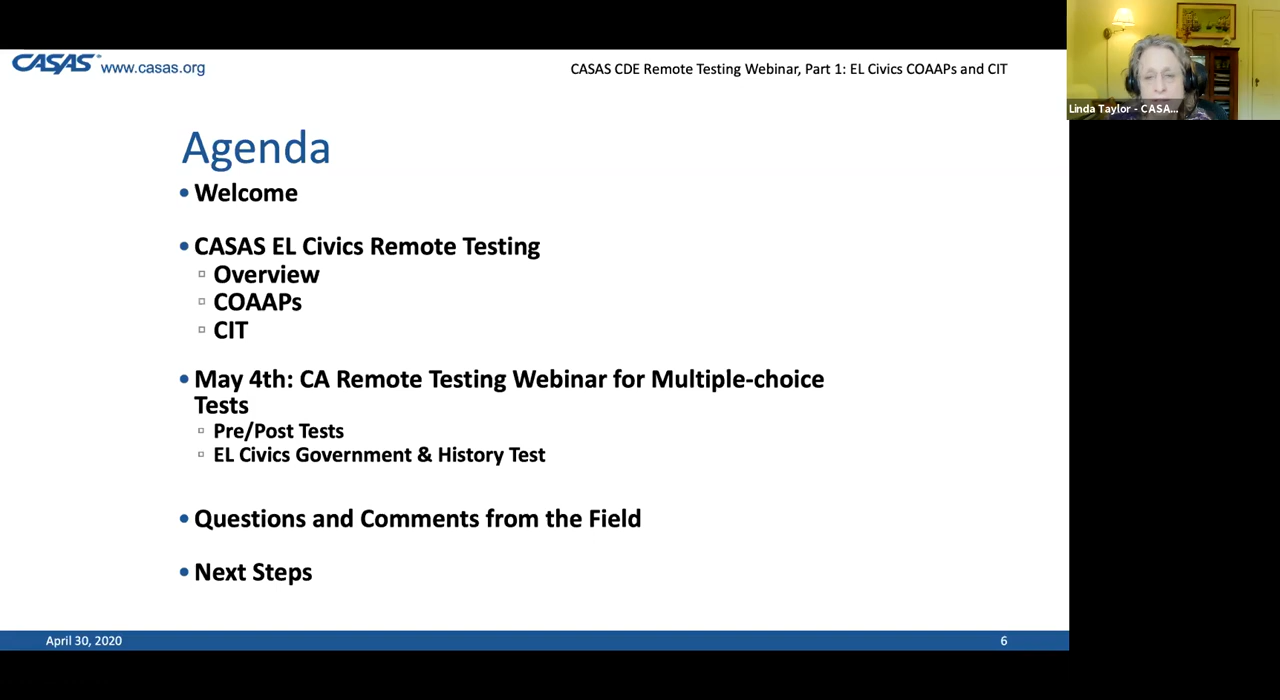 CASAS www.casas.org
CASAS CDE Remote Testing Webinar, Part 1: EL Civics COAAPs and CIT
Linda Taylor - CASA...
Agenda
• Welcome
• CASAS EL Civics Remote Testing
▫ Overview
▫ COAAPs
▫ CIT
• May 4th: CA Remote Testing Webinar for Multiple-choice
Tests
▫ Pre/Post Tests
▫ EL Civics Government & History Test
• Questions and Comments from the Field
• Next Steps
April 30, 2020
6